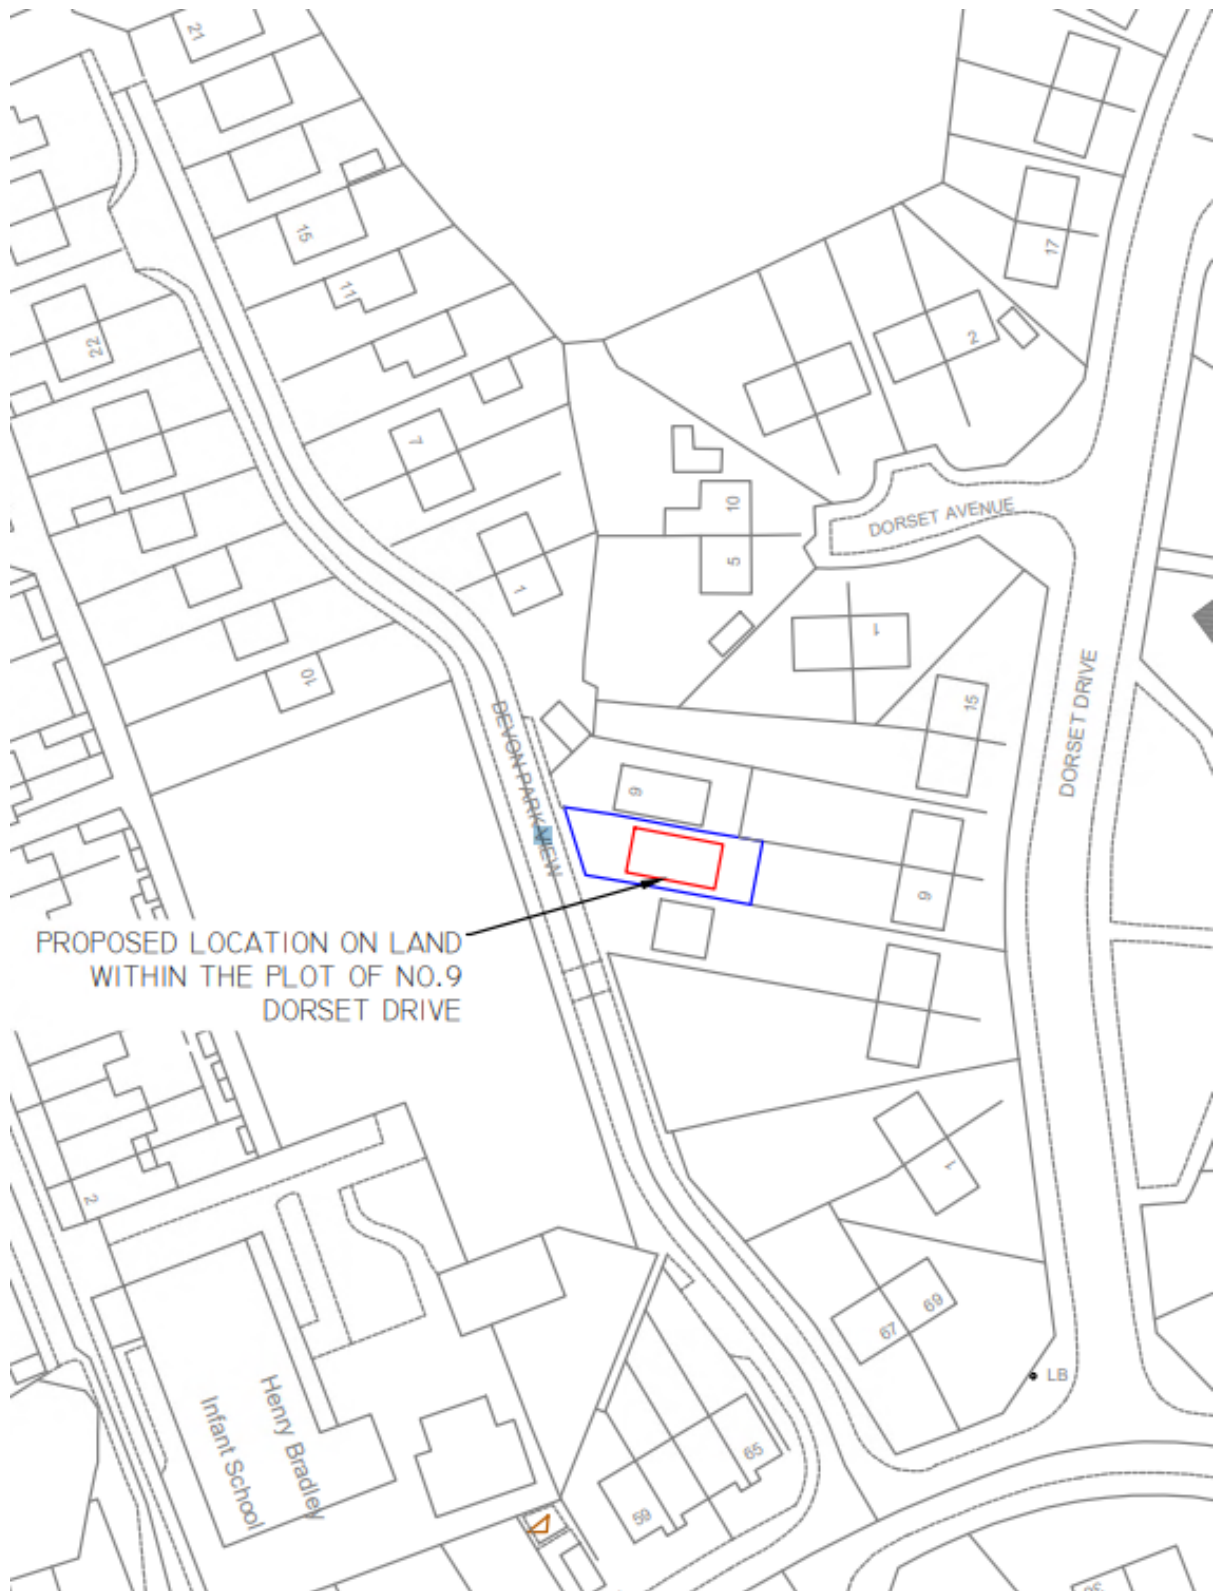 21
15
11
22
7
1
10
17
2
10
5
DORSET AVENUE
1
15
DORSET DRIVE
DEVON PARK VIEW
9
9
PROPOSED LOCATION ON LAND
WITHIN THE PLOT OF NO.9
DORSET DRIVE
1
2
67
69
LB
Henry Bradley
Infant School
65
59